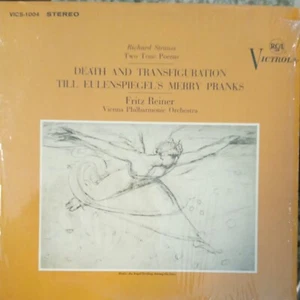 VICS-1004 STEREO
RCA
VICTROLA
Richard Strauss
Two Tone Poems
DEATH AND TRANSFIGURATION
TILL EULENSPIEGEL'S MERRY PRANKS
Fritz Reiner
Vienna Philharmonic Orchestra